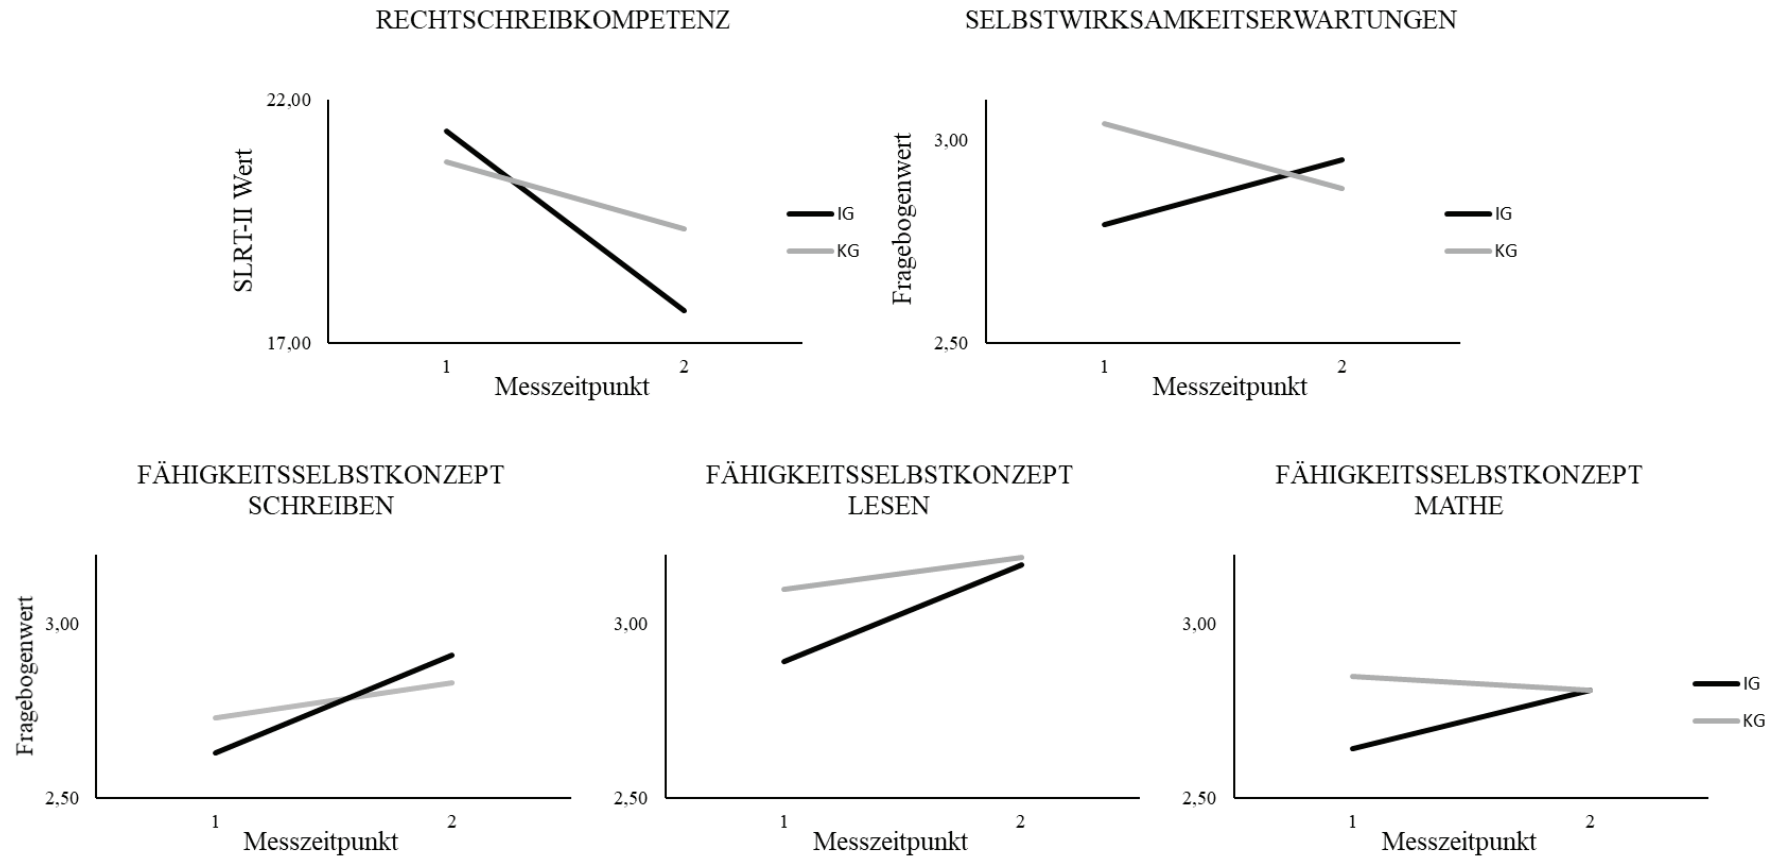 RECHTSCHREIBKOMPETENZ
22,00
17,00
SLRT-II Wert
1
2
Messzeitpunkt
IG
KG
SELBSTWIRKSAMKEITSERWARTUNGEN
3,00
2,50
Fragebogenwert
1
2
Messzeitpunkt
IG
KG
FÄHIGKEITSSELBSTKONZEPT
SCHREIBEN
3,00
2,50
Fragebogenwert
1
2
Messzeitpunkt
FÄHIGKEITSSELBSTKONZEPT
LESEN
3,00
2,50
1
2
Messzeitpunkt
FÄHIGKEITSSELBSTKONZEPT
MATHE
3,00
2,50
1
2
Messzeitpunkt
IG
KG